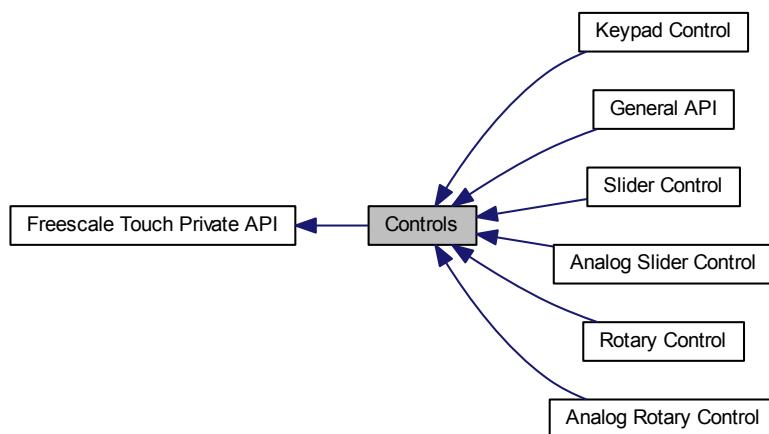 Keypad Control
General API
Slider Control
Freescale Touch Private API
Controls
Analog Slider Control
Rotary Control
Analog Rotary Control